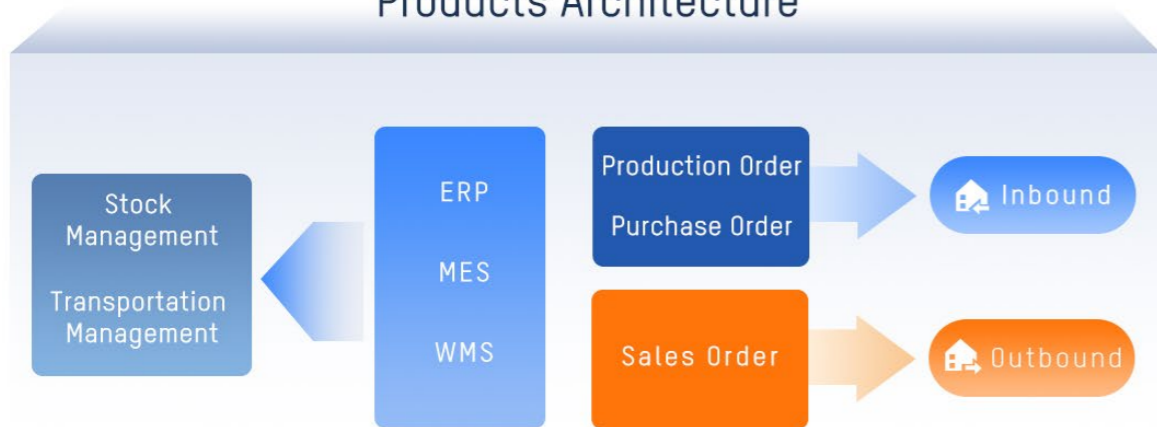 Products Architecture
Stock
Management
Transportation
Management
ERP
MES
WMS
Production Order
Purchase Order
Sales Order
Inbound
Outbound